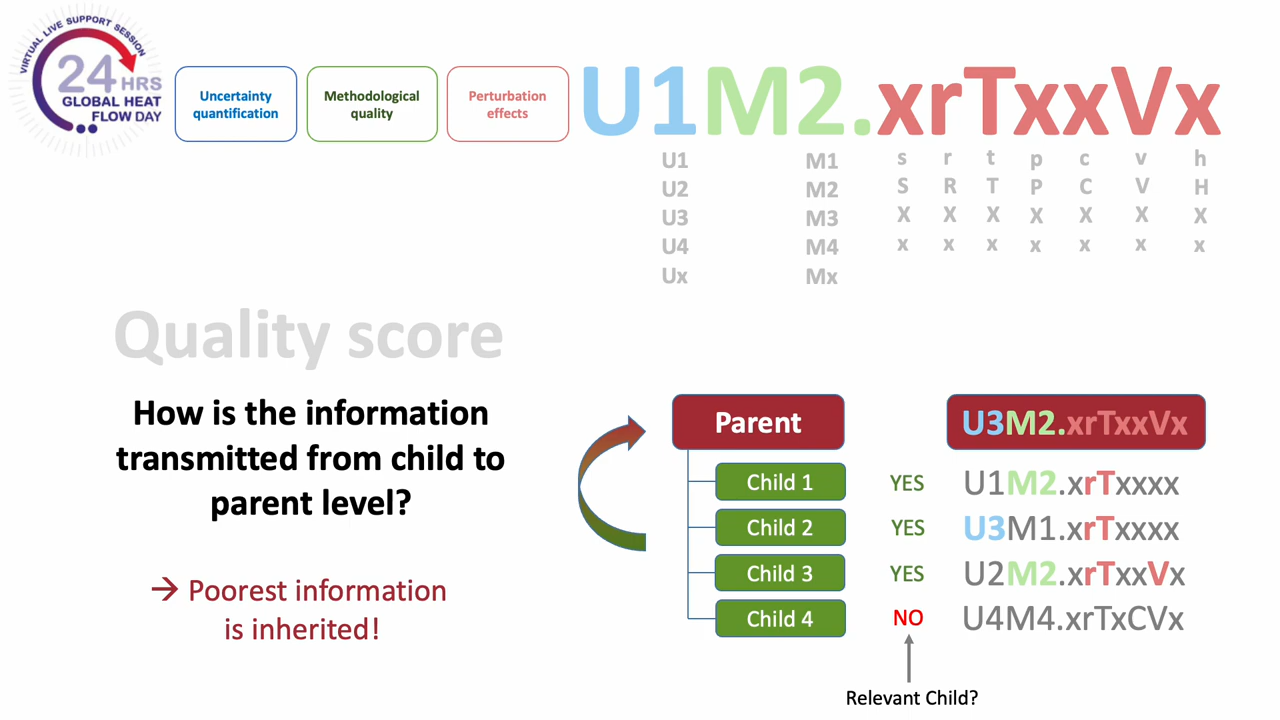 VIRTUAL LIVE SUPPORT SESSION
24 HRS
GLOBAL HEAT
FLOW DAY
Uncertainty
quantification
Methodological
quality
Perturbation
effects
U1M2.xrTxxVx
U1 M1 s r t p c v h
U2 M2 S R T P C V H
U3 M3 X X X X X X X
U4 M4 x x x x x x x
Ux Mx
Quality score
How is the information
transmitted from child to
parent level?
→ Poorest information
is inherited!
Parent U3M2.xrTxxVx
Child 1 YES U1M2.xrTxxxx
Child 2 YES U3M1.xrTxxxx
Child 3 YES U2M2.xrTxxVx
Child 4 NO U4M4.xrTxCVx
Relevant Child?